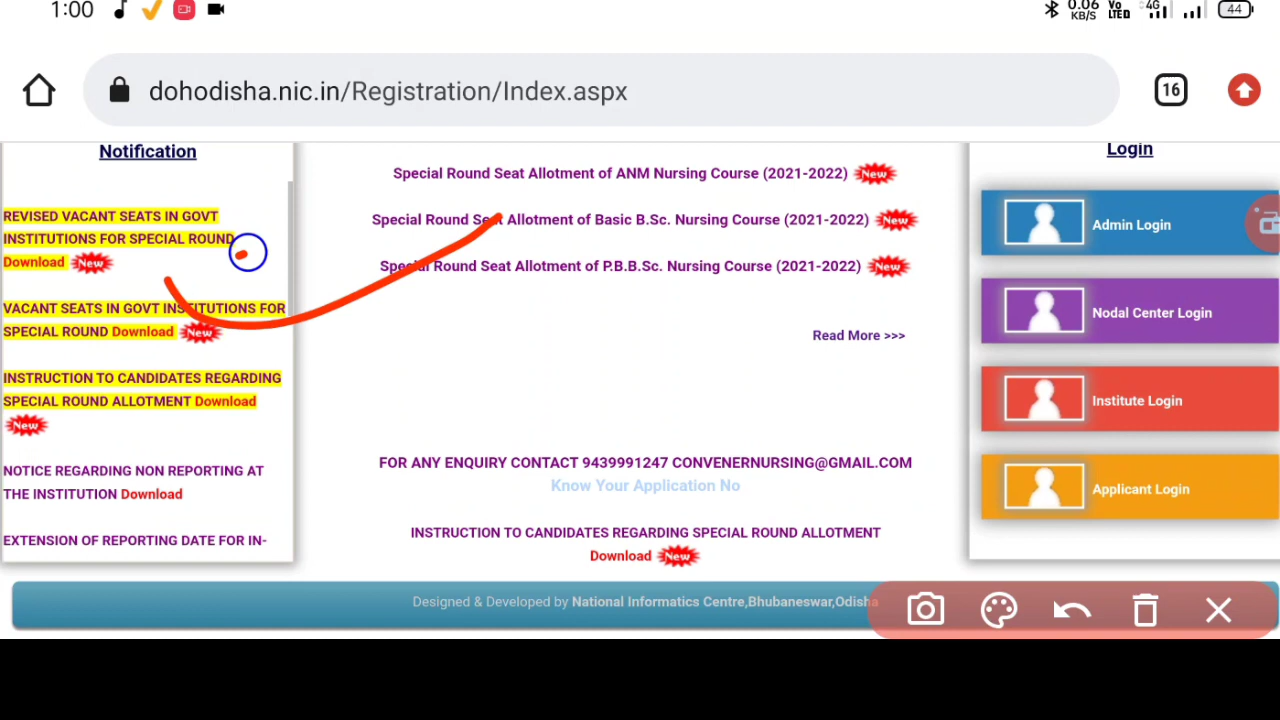 1:00
0.06
KB/S
Vo
LTED
4G
44
dohodisha.nic.in/Registration/Index.aspx
16
Notification
REVISED VACANT SEATS IN GOVT
INSTITUTIONS FOR SPECIAL ROUND
Download New
VACANT SEATS IN GOVT INSTITUTIONS FOR
SPECIAL ROUND Download New
INSTRUCTION TO CANDIDATES REGARDING
SPECIAL ROUND ALLOTMENT Download
New
NOTICE REGARDING NON REPORTING AT
THE INSTITUTION Download
EXTENSION OF REPORTING DATE FOR IN-
Special Round Seat Allotment of ANM Nursing Course (2021-2022) New
Special Round Seat Allotment of Basic B.Sc. Nursing Course (2021-2022) New
Special Round Seat Allotment of P.B.B.Sc. Nursing Course (2021-2022) New
Read More >>>
FOR ANY ENQUIRY CONTACT 9439991247 CONVENERNURSING@GMAIL.COM
Know Your Application No
INSTRUCTION TO CANDIDATES REGARDING SPECIAL ROUND ALLOTMENT
Download New
Login
Admin Login
Nodal Center Login
Institute Login
Applicant Login
Designed & Developed by National Informatics Centre,Bhubaneswar,Odisha